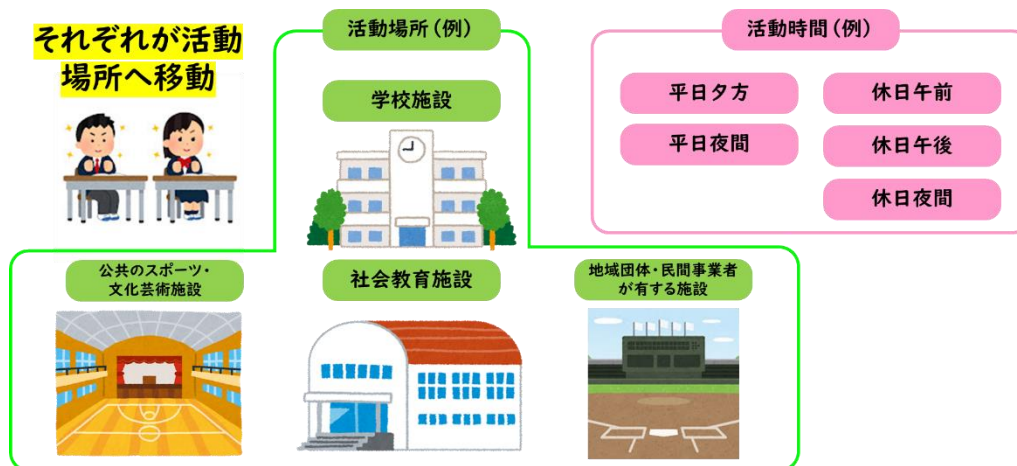 それぞれが活動
場所へ移動
活動場所（例）
学校施設
公共のスポーツ・
文化芸術施設
社会教育施設
地域団体・民間事業者
が有する施設
活動時間（例）
平日夕方
平日夜間
休日午前
休日午後
休日夜間